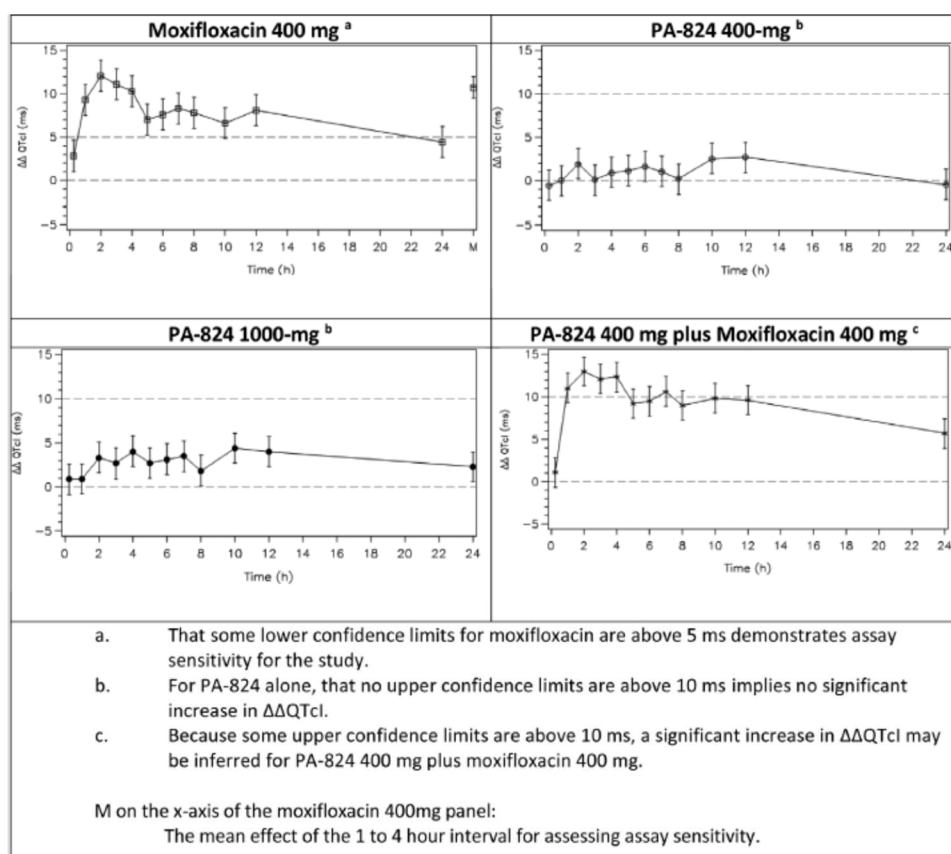 Moxifloxacin 400 mg a
15
10
5
0
−5
ΔΔ QTcI (ms)
0 2 4 6 8 10 12 14 16 18 20 22 24 M
Time (h)
PA-824 400-mg b
15
10
5
0
−5
ΔΔ QTcI (ms)
0 2 4 6 8 10 12 14 16 18 20 22 24
Time (h)
PA-824 1000-mg b
15
10
5
0
−5
ΔΔ QTcI (ms)
0 2 4 6 8 10 12 14 16 18 20 22 24
Time (h)
PA-824 400 mg plus Moxifloxacin 400 mg c
15
10
5
0
−5
ΔΔ QTcI (ms)
0 2 4 6 8 10 12 14 16 18 20 22 24
Time (h)
a. That some lower confidence limits for moxifloxacin are above 5 ms demonstrates assay
sensitivity for the study.
b. For PA-824 alone, that no upper confidence limits are above 10 ms implies no significant
increase in ΔΔQTcI.
c. Because some upper confidence limits are above 10 ms, a significant increase in ΔΔQTcI may
be inferred for PA-824 400 mg plus moxifloxacin 400 mg.
M on the x-axis of the moxifloxacin 400mg panel:
The mean effect of the 1 to 4 hour interval for assessing assay sensitivity.